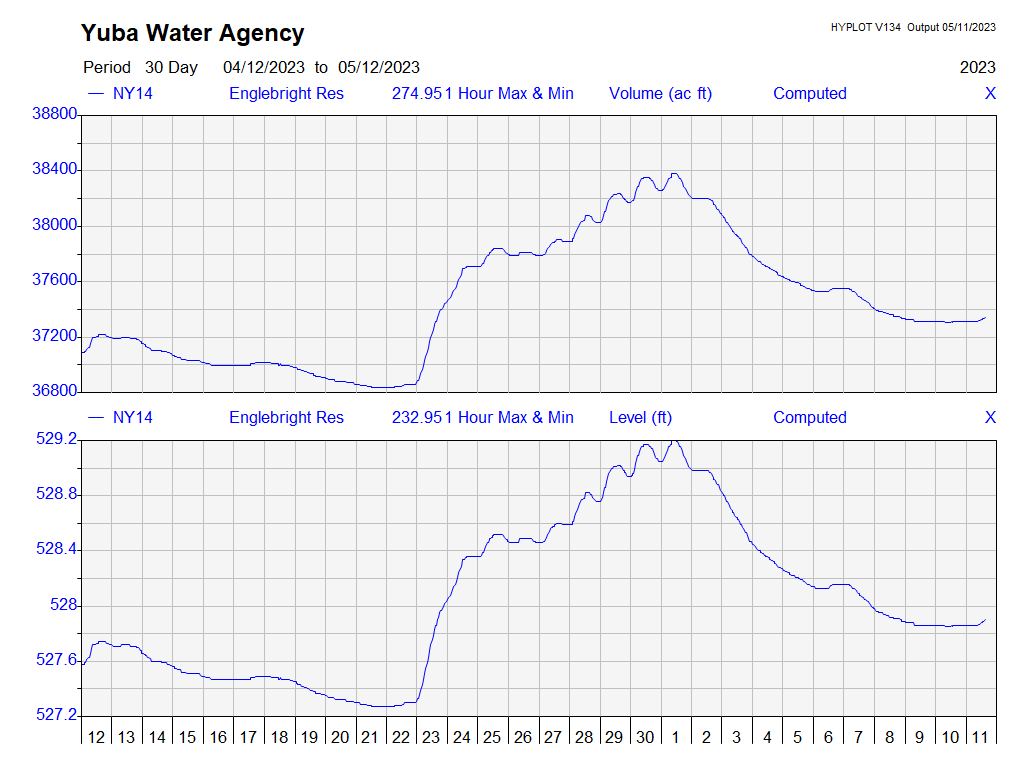 Yuba Water Agency
HYPLOT V134 Output 05/11/2023
Period 30 Day 04/12/2023 to 05/12/2023
2023
NY14 Englebright Res 274.951 Hour Max & Min Volume (ac ft) Computed X
38800
38400
38000
37600
37200
36800
NY14 Englebright Res 232.951 Hour Max & Min Level (ft) Computed X
529.2
528.8
528.4
528
527.6
527.2
12 13 14 15 16 17 18 19 20 21 22 23 24 25 26 27 28 29 30 1 2 3 4 5 6 7 8 9 10 11